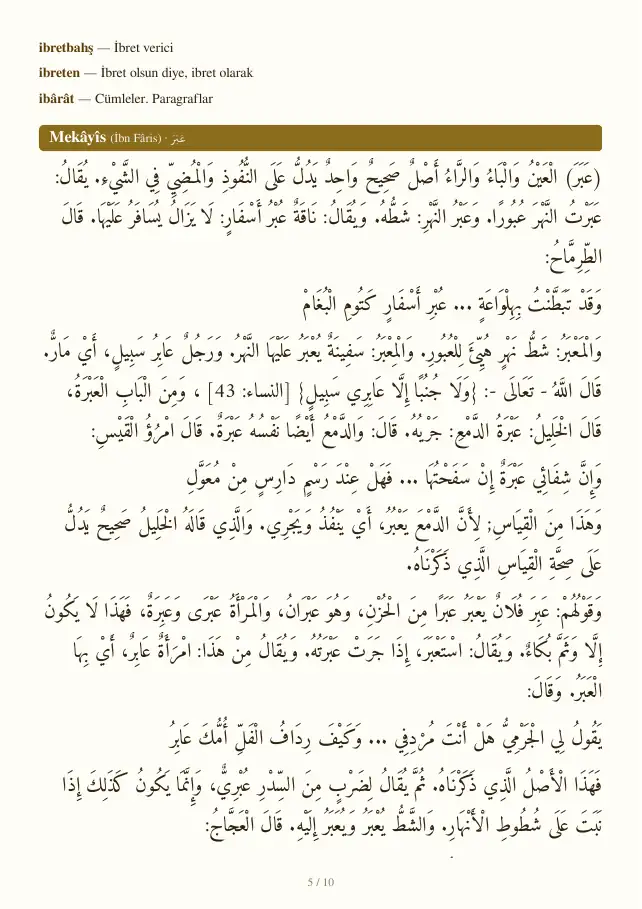 ibretbahş — İbret verici
ibreten — İbret olsun diye, ibret olarak
ibârât — Cümleler. Paragraflar
Mekâyîs (İbn Fâris) · عَبَرَ
(عَبَرَ) الْعَيْنُ وَالْبَاءُ وَالرَّاءُ أَصْلٌ صَحِيحٌ وَاحِدٌ يَدُلُّ عَلَى النُّفُوذِ وَالْمُضِيِّ فِي الشَّيْءِ. يُقَالُ:
عَبَرْتُ النَّهْرَ عُبُورًا. وَعَبْرُ النَّهْرِ: شَطُّهُ. وَيُقَالُ: نَاقَةٌ عُبْرُ أَسْفَارٍ: لَا يَزَالُ يُسَافَرُ عَلَيْهَا. قَالَ
الطِّرِمَّاحُ:
وَقَدْ تَبَطَّنْتُ بِهِلْوَاعَةٍ ... عُبْرِ أَسْفَارٍ كَتُومِ الْبُغَامْ
وَالْمَعْبَرُ: شَطُّ نَهْرٍ هُيِّئَ لِلْعُبُورِ. وَالْمِعْبَرُ: سَفِينَةٌ يُعْبَرُ عَلَيْهَا النَّهْرُ. وَرَجُلٌ عَابِرُ سَبِيلٍ، أَيْ مَارٌّ.
قَالَ اللَّهُ - تَعَالَى -: {وَلَا جُنُبًا إِلَّا عَابِرِي سَبِيلٍ} [النساء: 43] ، وَمِنَ الْبَابِ الْعَبْرَةُ،
قَالَ الْخَلِيلُ: عَبْرَةُ الدَّمْعِ: جَرْيُهُ. قَالَ: وَالدَّمْعُ أَيْضًا نَفْسُهُ عَبْرَةٌ. قَالَ امْرُؤُ الْقَيْسِ:
وَإِنَّ شِفَائِي عَبْرَةٌ إِنْ سَفَحْتُهَا ... فَهَلْ عِنْدَ رَسْمٍ دَارِسٍ مِنْ مُعَوَّلِ
وَهَذَا مِنَ الْقِيَاسِ; لِأَنَّ الدَّمْعَ يَعْبُرُ، أَيْ يَنْفُذُ وَيَجْرِي. وَالَّذِي قَالَهُ الْخَلِيلُ صَحِيحٌ يَدُلُّ
عَلَى صِحَّةِ الْقِيَاسِ الَّذِي ذَكَرْنَاهُ.
وَقَوْلُهُمْ: عَبِرَ فُلَانٌ يَعْبَرُ عَبَرًا مِنَ الْحُزْنِ، وَهُوَ عَبْرَانُ، وَالْمَرْأَةُ عَبْرَى وَعَبِرَةٌ، فَهَذَا لَا يَكُونُ
إِلَّا وَثَمَّ بُكَاءٌ. وَيُقَالُ: اسْتَعْبَرَ، إِذَا جَرَتْ عَبْرَتُهُ. وَيُقَالُ مِنْ هَذَا: امْرَأَةٌ عَابِرٌ، أَيْ بِهَا
الْعَبَرُ. وَقَالَ:
يَقُولُ لِي الْجَرْمِيُّ هَلْ أَنْتَ مُرْدِفِي ... وَكَيْفَ رِدَافُ الْفَلِّ أُمُّكَ عَابِرُ
فَهَذَا الْأَصْلُ الَّذِي ذَكَرْنَاهُ. ثُمَّ يُقَالُ لِضَرْبٍ مِنَ السِّدْرِ عُبْرِيٌّ، وَإِنَّمَا يَكُونُ كَذَلِكَ إِذَا
نَبَتَ عَلَى شُطُوطِ الْأَنْهَارِ. وَالشَّطُّ يُعْبَرُ وَيُعْبَرُ إِلَيْهِ. قَالَ الْعَجَّاجُ:
5 / 10